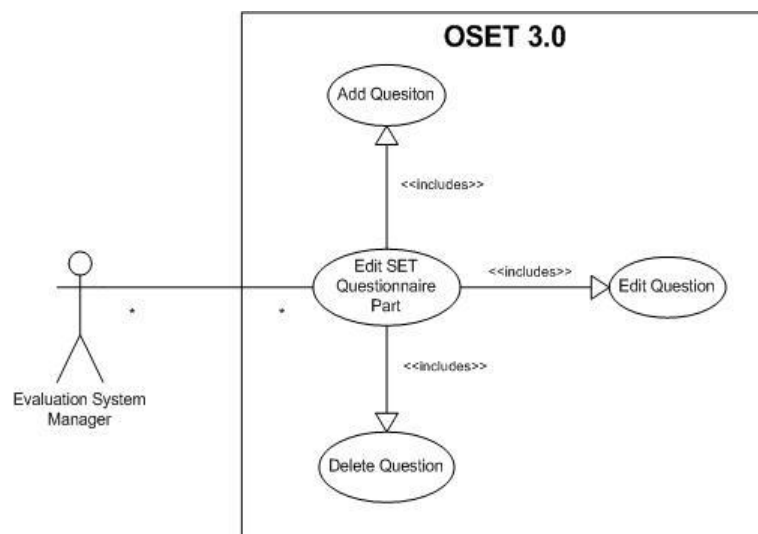 OSET 3.0
Add Quesiton
<<includes>>
Edit SET
Questionnaire
Part
<<includes>>
Edit Question
*
*
<<includes>>
Evaluation System
Manager
Delete Question